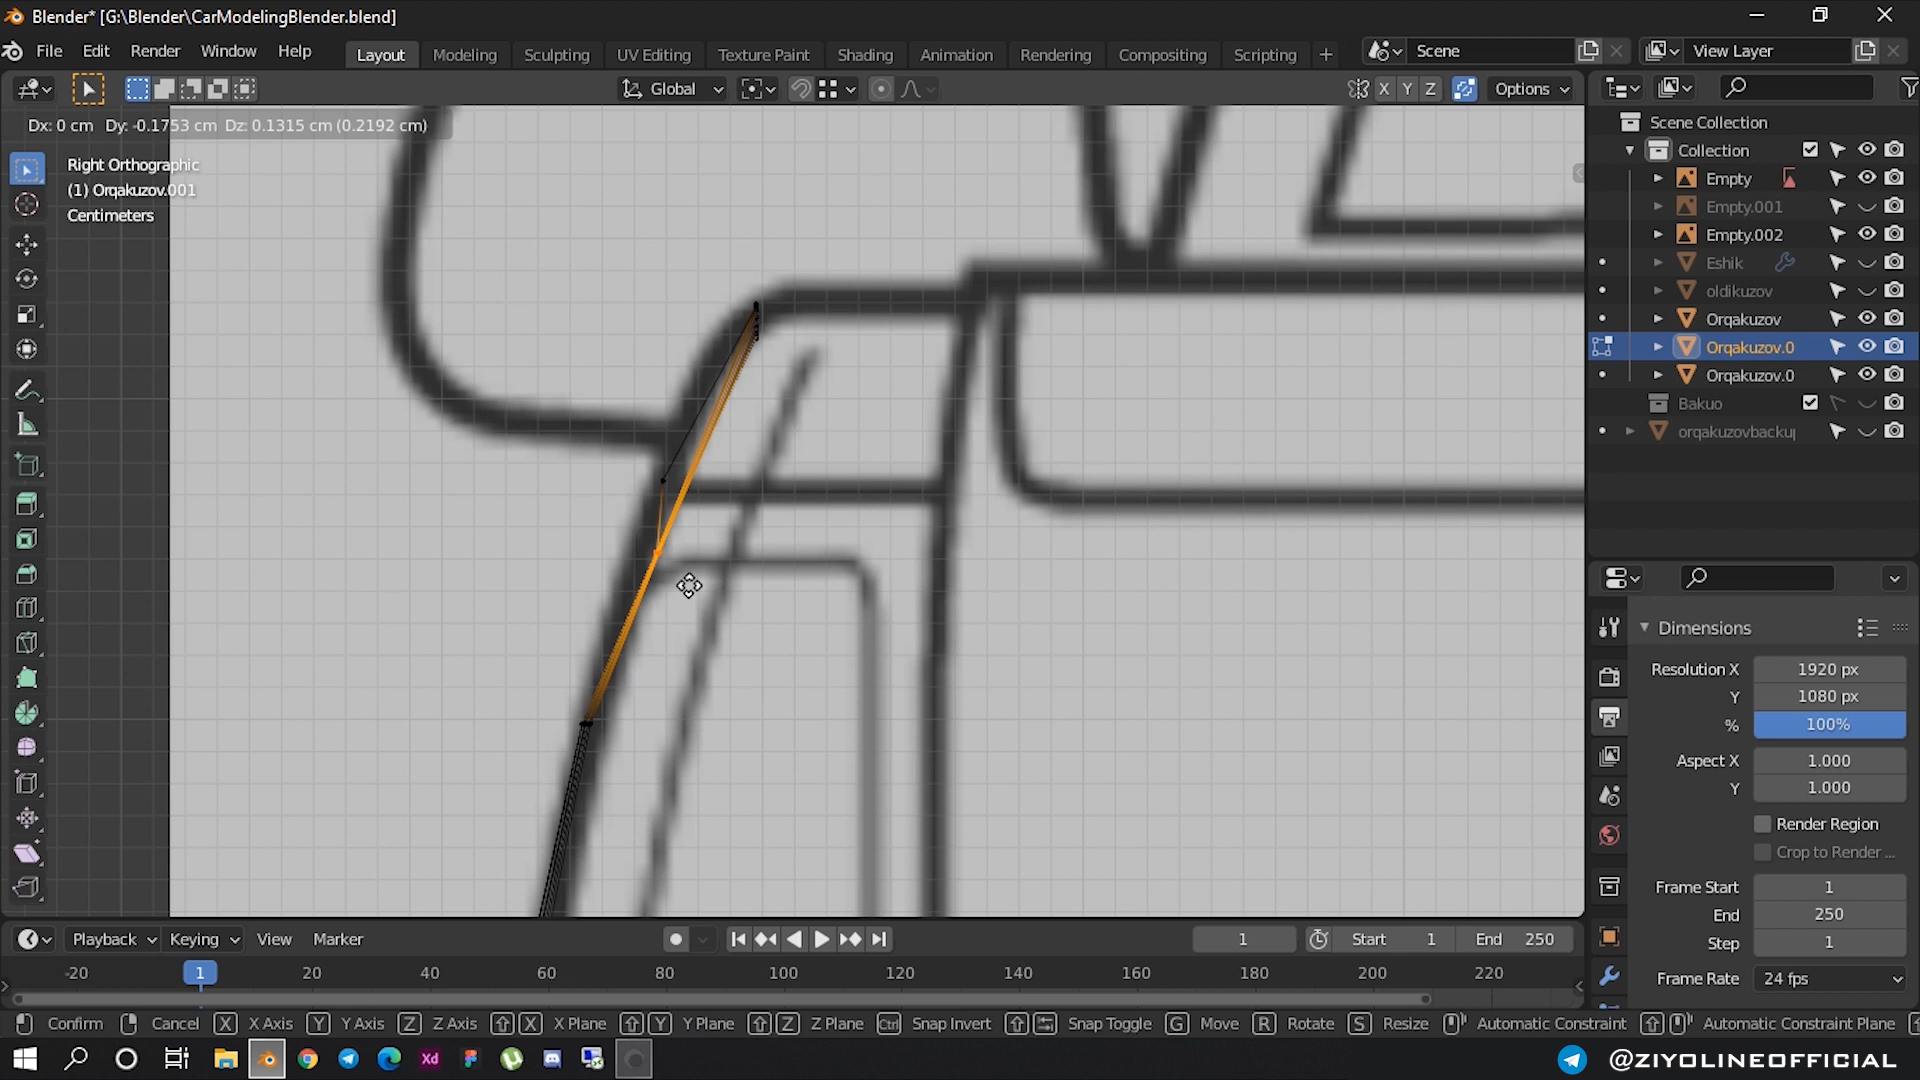 Blender* [G:\Blender\CarModelingBlender.blend]
File Edit Render Window Help Layout Modeling Sculpting UV Editing Texture Paint Shading Animation Rendering Compositing Scripting + Scene View Layer
Global X Y Z Options
Dx: 0 cm Dy: -0.1753 cm Dz: 0.1315 cm (0.2192 cm)
Right Orthographic
(1) Orqakuzov.001
Centimeters
Scene Collection
Collection
Empty
Empty.001
Empty.002
Eshik
oldikuzov
Orqakuzov
Orqakuzov.0
Orqakuzov.0
Bakuo
orqakuzovbackuj
Dimensions
Resolution X 1920 px
Y 1080 px
% 100%
Aspect X 1.000
Y 1.000
Render Region
Crop to Render ...
Frame Start 1
End 250
Step 1
Frame Rate 24 fps
Playback Keying View Marker 1 Start 1 End 250
-20 1 20 40 60 80 100 120 140 160 180 200 220
Confirm Cancel X X Axis Y Y Axis Z Z Axis X X Plane Y Y Plane Z Z Plane Ctrl Snap Invert Snap Toggle G Move R Rotate S Resize Automatic Constraint Automatic Constraint Plane
Xd @ZIYOLINEOFFICIAL